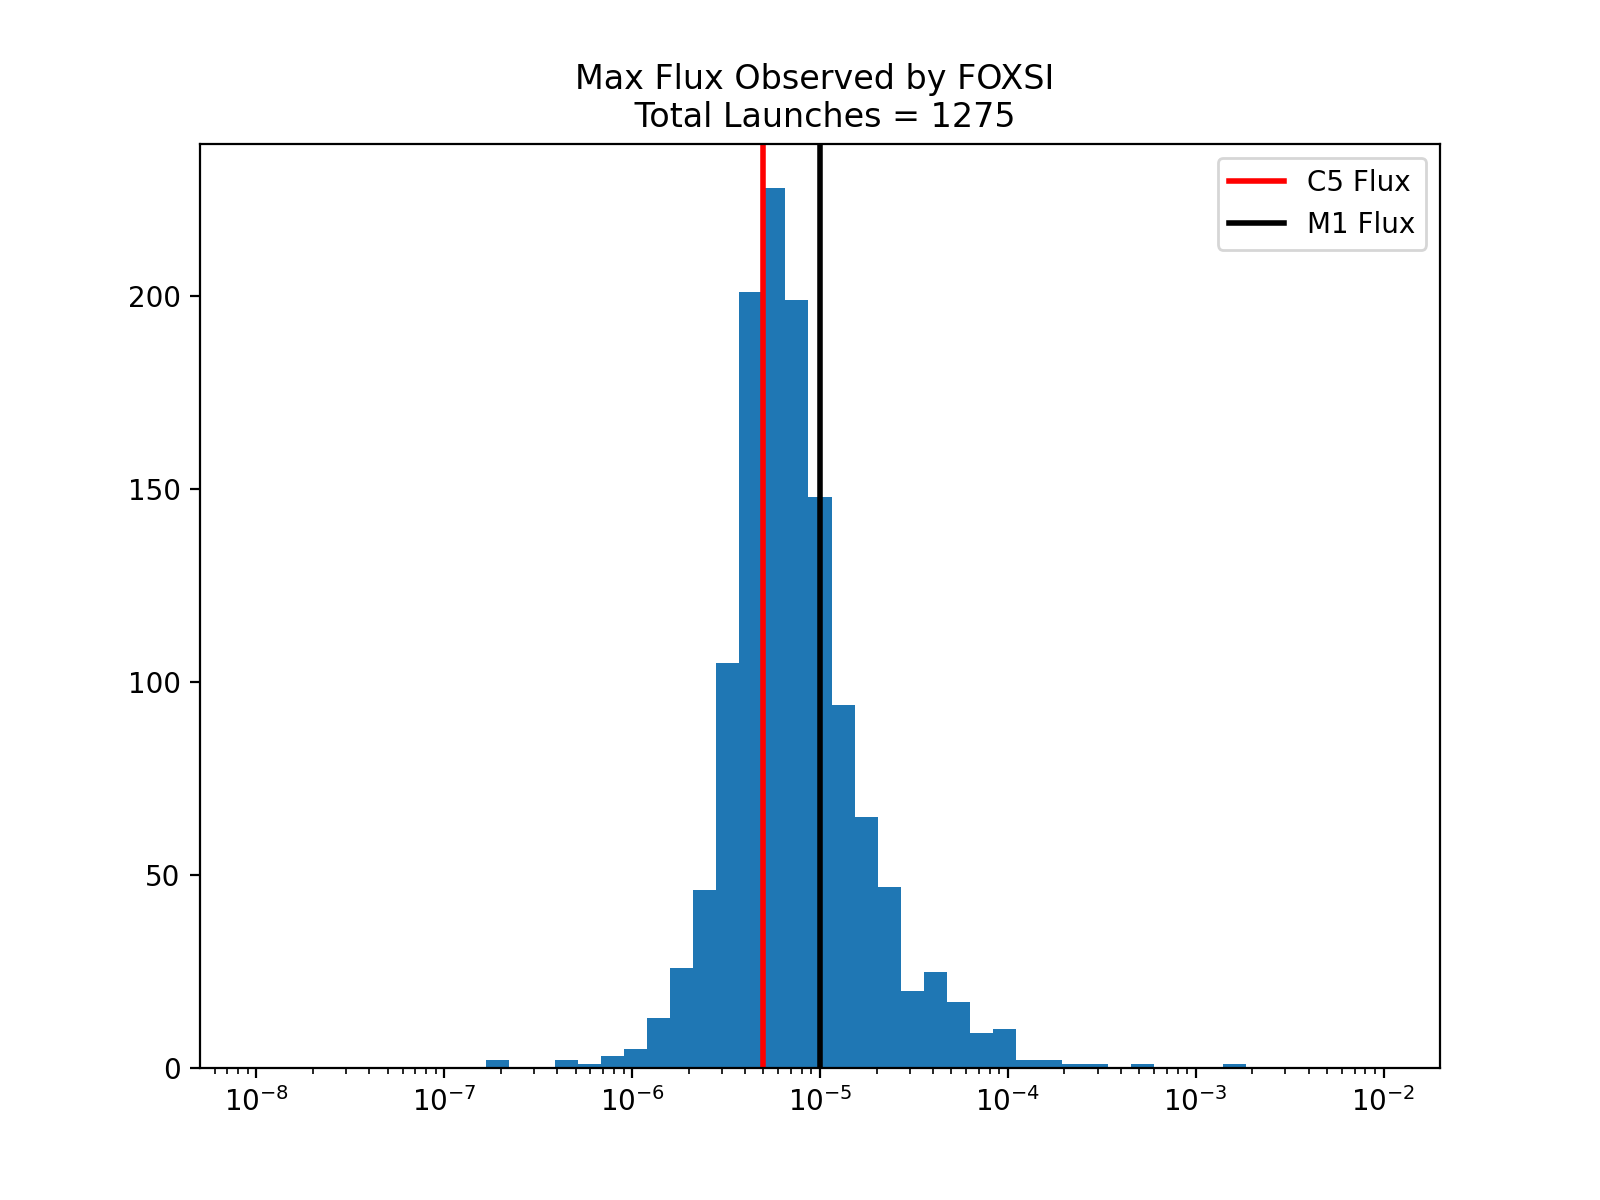 Max Flux Observed by FOXSI
Total Launches = 1275
C5 Flux
M1 Flux
200
150
100
50
0
10⁻⁸ 10⁻⁷ 10⁻⁶ 10⁻⁵ 10⁻⁴ 10⁻³ 10⁻²